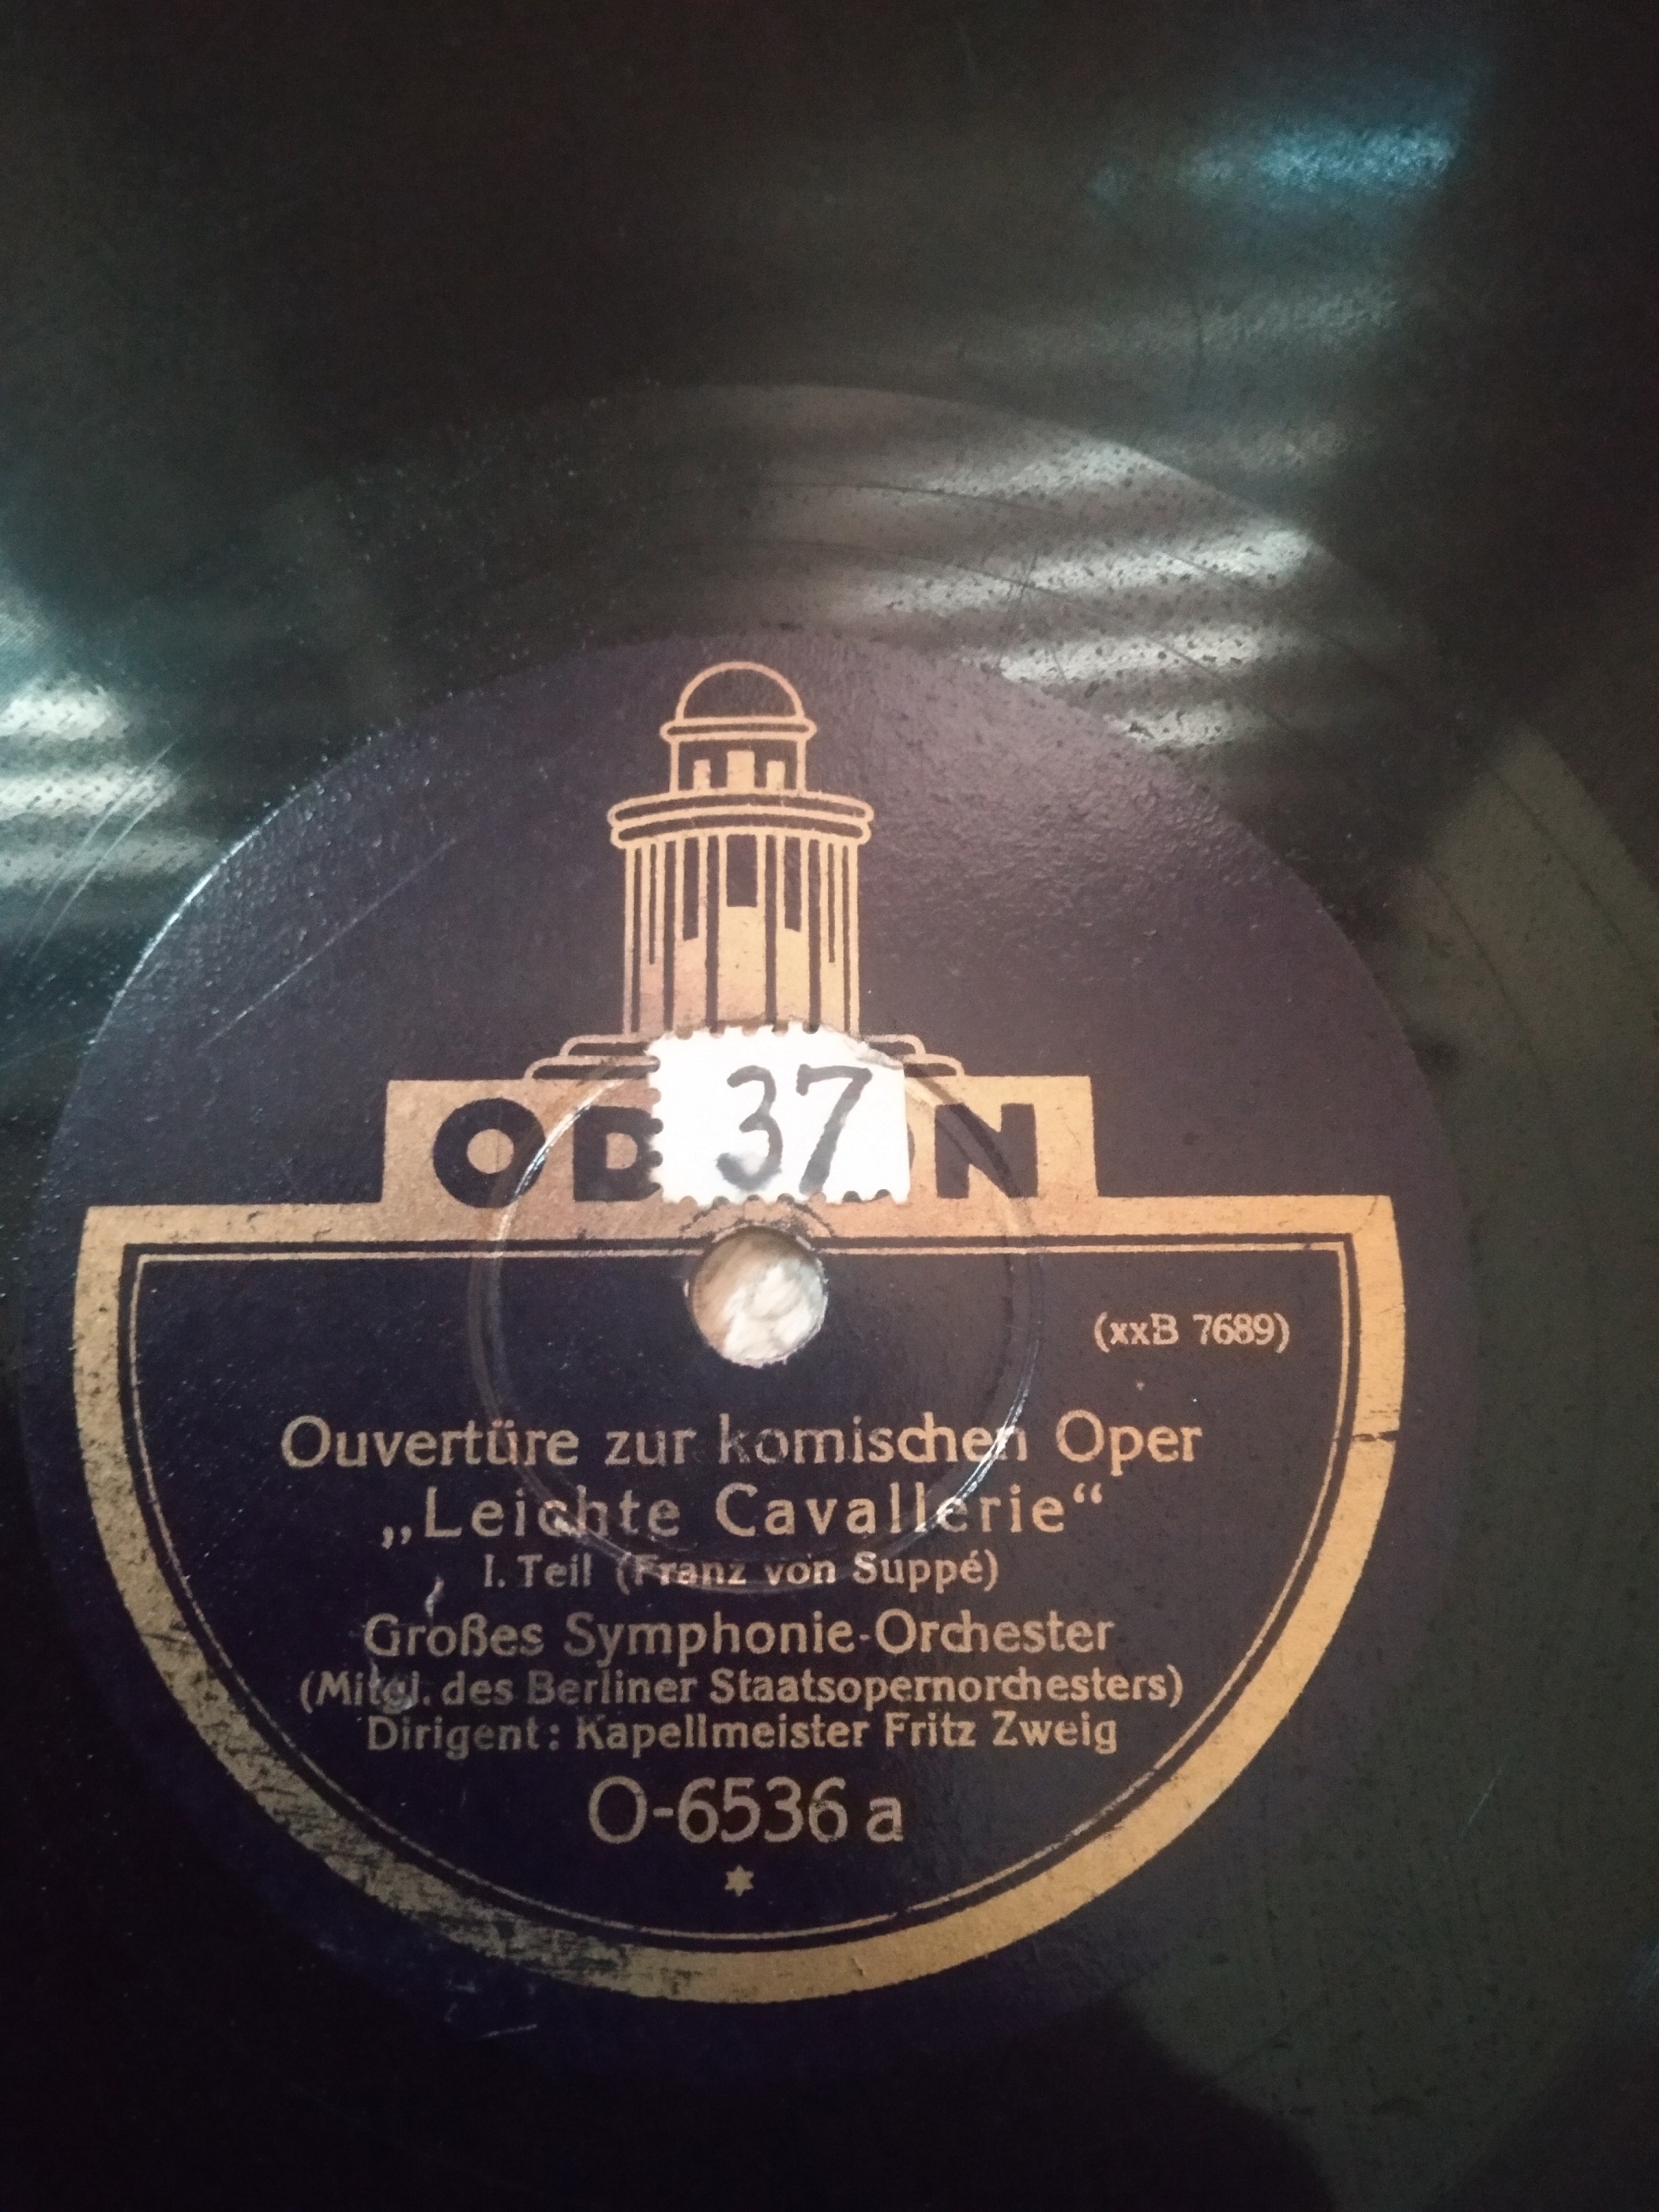 37
OD ON
(xxB 7689)
Ouvertüre zur komischen Oper
„Leichte Cavallerie“
I. Teil (Franz von Suppé)
Großes Symphonie-Orchester
(Mitgl. des Berliner Staatsopernorchesters)
Dirigent: Kapellmeister Fritz Zweig
O-6536 a